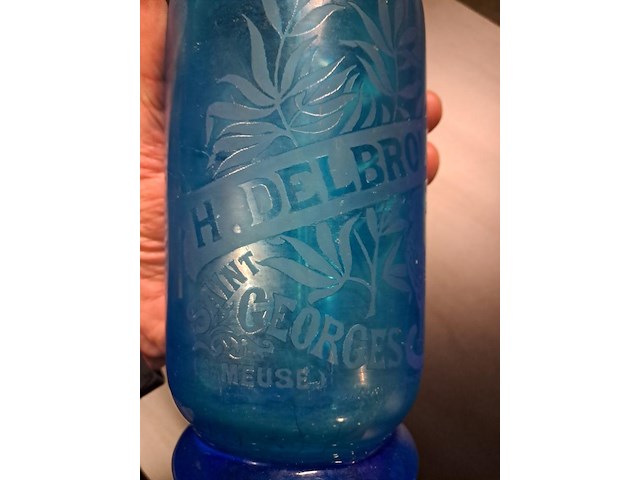 H. DELBRO
SAINT
GEORGES
(MEUSE)